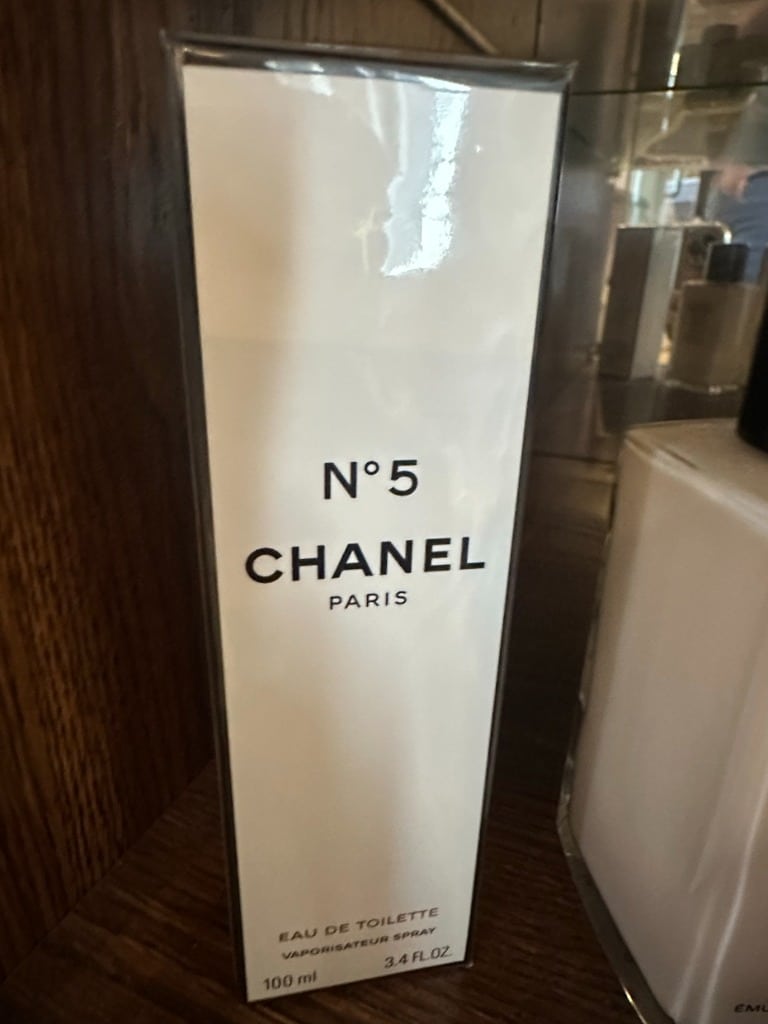 N°5
CHANEL
PARIS
EAU DE TOILETTE
VAPORISATEUR SPRAY
100 ml 3.4 FL.OZ.